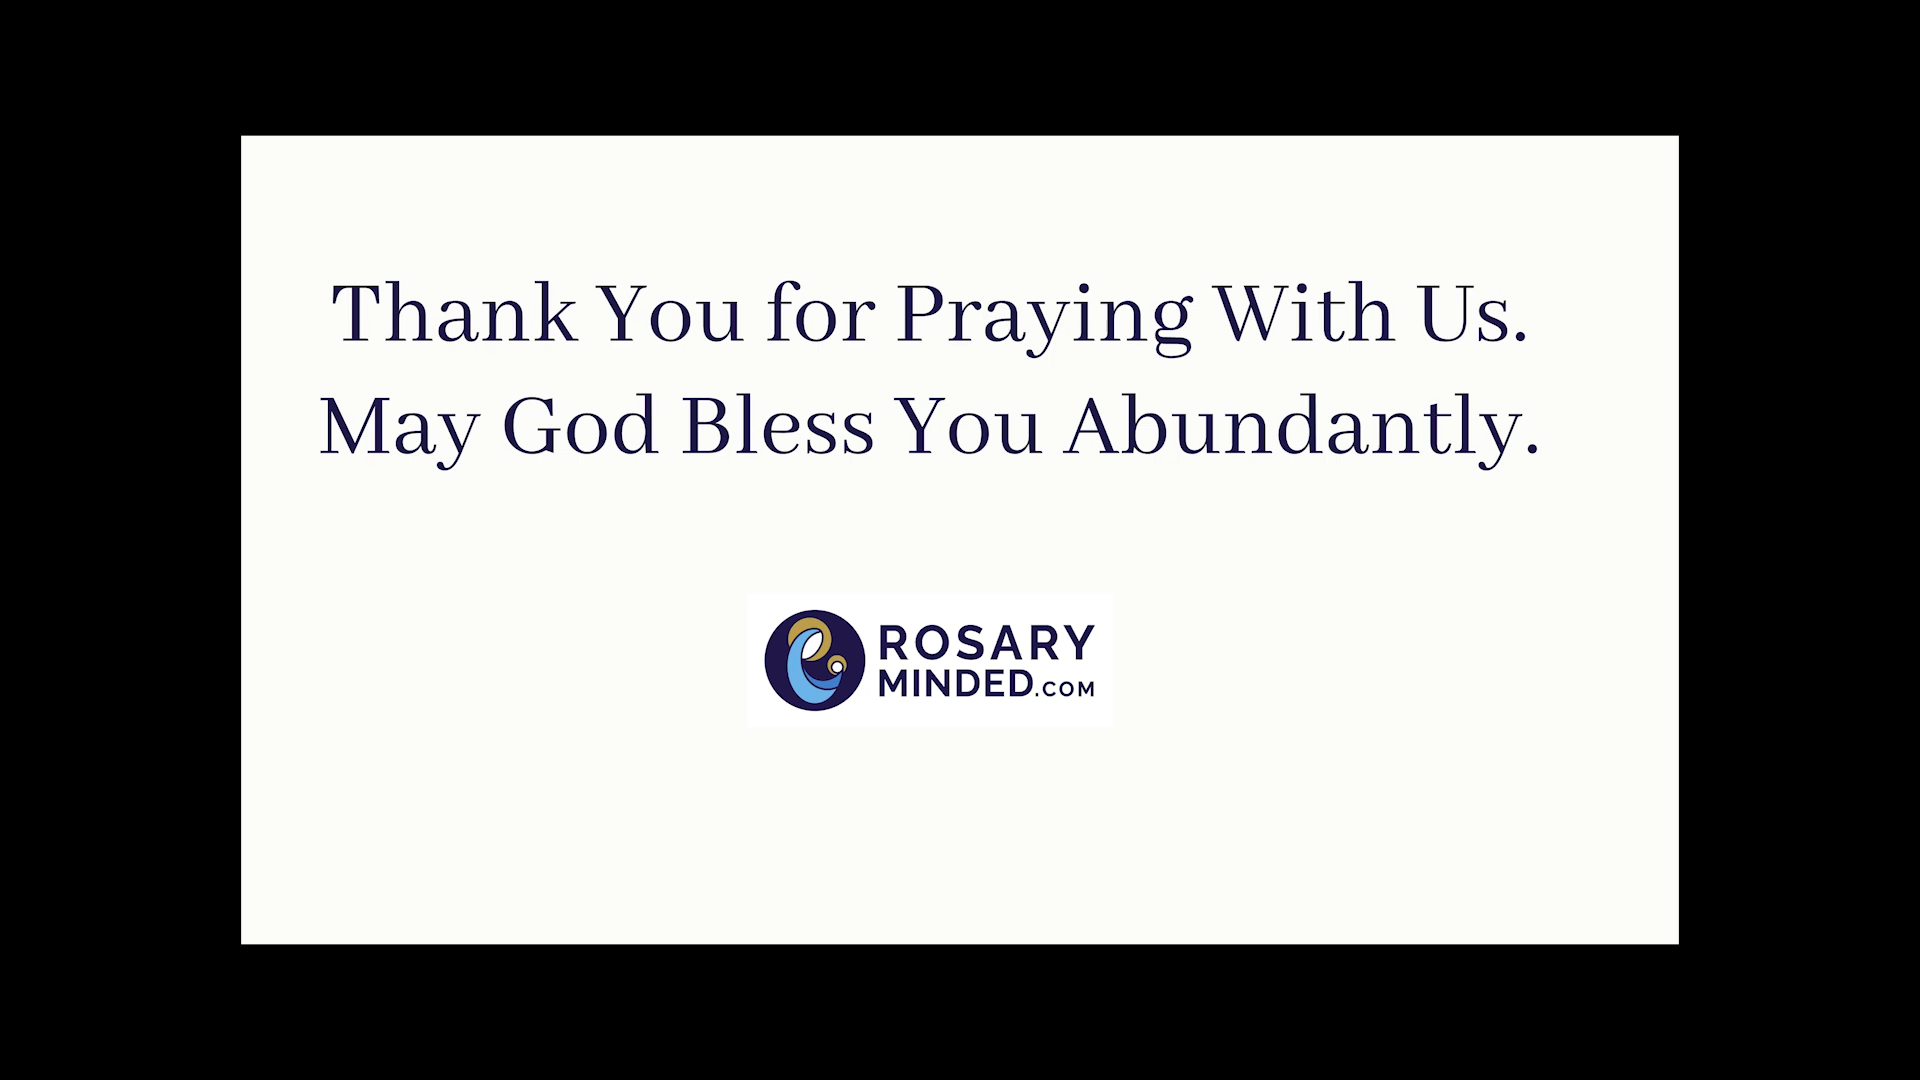 Thank You for Praying With Us.
May God Bless You Abundantly.
ROSARY
MINDED.COM